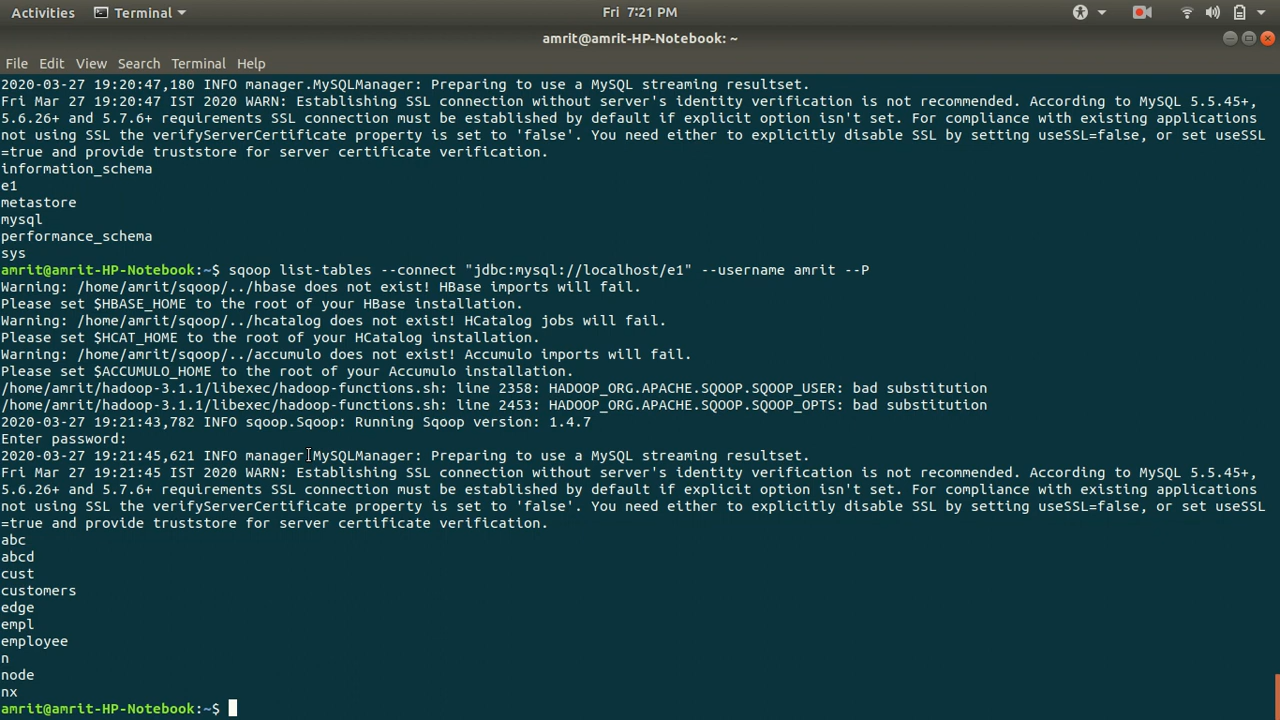 Activities Terminal Fri 7:21 PM
amrit@amrit-HP-Notebook: ~
File Edit View Search Terminal Help
2020-03-27 19:20:47,180 INFO manager.MySQLManager: Preparing to use a MySQL streaming resultset.
Fri Mar 27 19:20:47 IST 2020 WARN: Establishing SSL connection without server's identity verification is not recommended. According to MySQL 5.5.45+,
5.6.26+ and 5.7.6+ requirements SSL connection must be established by default if explicit option isn't set. For compliance with existing applications
not using SSL the verifyServerCertificate property is set to 'false'. You need either to explicitly disable SSL by setting useSSL=false, or set useSSL
=true and provide truststore for server certificate verification.
information_schema
e1
metastore
mysql
performance_schema
sys
amrit@amrit-HP-Notebook:~$ sqoop list-tables --connect "jdbc:mysql://localhost/e1" --username amrit --P
Warning: /home/amrit/sqoop/../hbase does not exist! HBase imports will fail.
Please set $HBASE_HOME to the root of your HBase installation.
Warning: /home/amrit/sqoop/../hcatalog does not exist! HCatalog jobs will fail.
Please set $HCAT_HOME to the root of your HCatalog installation.
Warning: /home/amrit/sqoop/../accumulo does not exist! Accumulo imports will fail.
Please set $ACCUMULO_HOME to the root of your Accumulo installation.
/home/amrit/hadoop-3.1.1/libexec/hadoop-functions.sh: line 2358: HADOOP_ORG.APACHE.SQOOP.SQOOP_USER: bad substitution
/home/amrit/hadoop-3.1.1/libexec/hadoop-functions.sh: line 2453: HADOOP_ORG.APACHE.SQOOP.SQOOP_OPTS: bad substitution
2020-03-27 19:21:43,782 INFO sqoop.Sqoop: Running Sqoop version: 1.4.7
Enter password:
2020-03-27 19:21:45,621 INFO manager.MySQLManager: Preparing to use a MySQL streaming resultset.
Fri Mar 27 19:21:45 IST 2020 WARN: Establishing SSL connection without server's identity verification is not recommended. According to MySQL 5.5.45+,
5.6.26+ and 5.7.6+ requirements SSL connection must be established by default if explicit option isn't set. For compliance with existing applications
not using SSL the verifyServerCertificate property is set to 'false'. You need either to explicitly disable SSL by setting useSSL=false, or set useSSL
=true and provide truststore for server certificate verification.
abc
abcd
cust
customers
edge
empl
employee
n
node
nx
amrit@amrit-HP-Notebook:~$